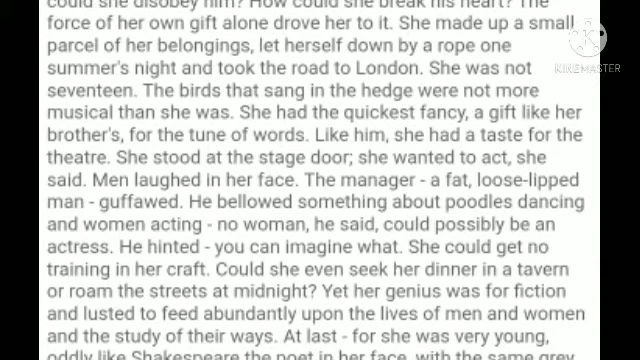 could she disobey him? How could she break his heart? The
force of her own gift alone drove her to it. She made up a small
parcel of her belongings, let herself down by a rope one
summer's night and took the road to London. She was not
seventeen. The birds that sang in the hedge were not more
musical than she was. She had the quickest fancy, a gift like her
brother's, for the tune of words. Like him, she had a taste for the
theatre. She stood at the stage door; she wanted to act, she
said. Men laughed in her face. The manager - a fat, loose-lipped
man - guffawed. He bellowed something about poodles dancing
and women acting - no woman, he said, could possibly be an
actress. He hinted - you can imagine what. She could get no
training in her craft. Could she even seek her dinner in a tavern
or roam the streets at midnight? Yet her genius was for fiction
and lusted to feed abundantly upon the lives of men and women
and the study of their ways. At last - for she was very young,
oddly like Shakespeare the poet in her face, with the same grey
KINEMASTER